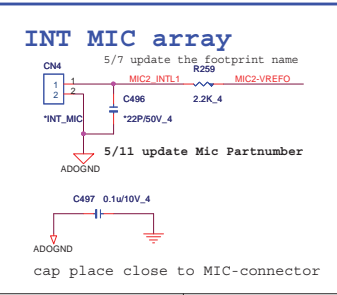 INT MIC array
5/7 update the footprint name
CN4
R259
1 1
2 2
MIC2_INTL1
MIC2-VREFO
C496
2.2K_4
*INT_MIC
*22P/50V_4
5/11 update Mic Partnumber
ADOGND
C497 0.1u/10V_4
ADOGND
cap place close to MIC-connector